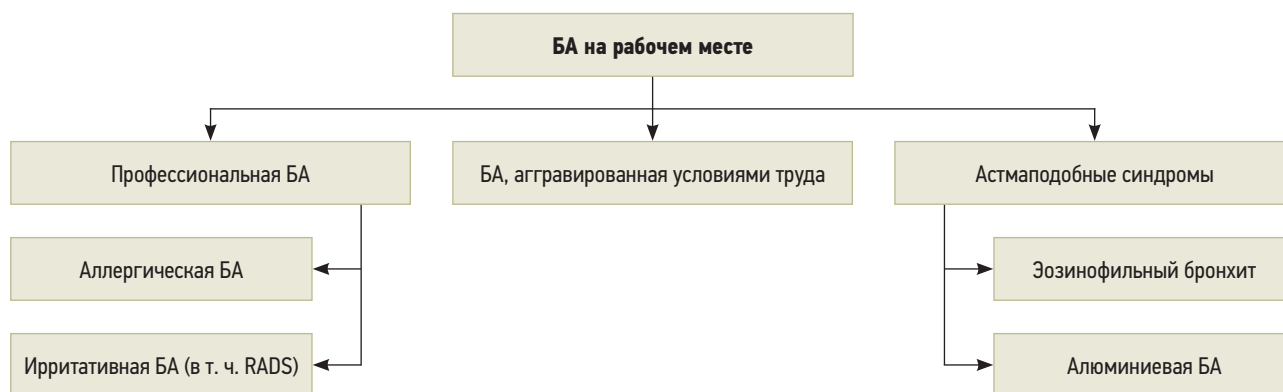 БА на рабочем месте
Профессиональная БА
БА, аггравированная условиями труда
Астмаподобные синдромы
Аллергическая БА
Эозинофильный бронхит
Ирритативная БА (в т. ч. RADS)
Алюминиевая БА